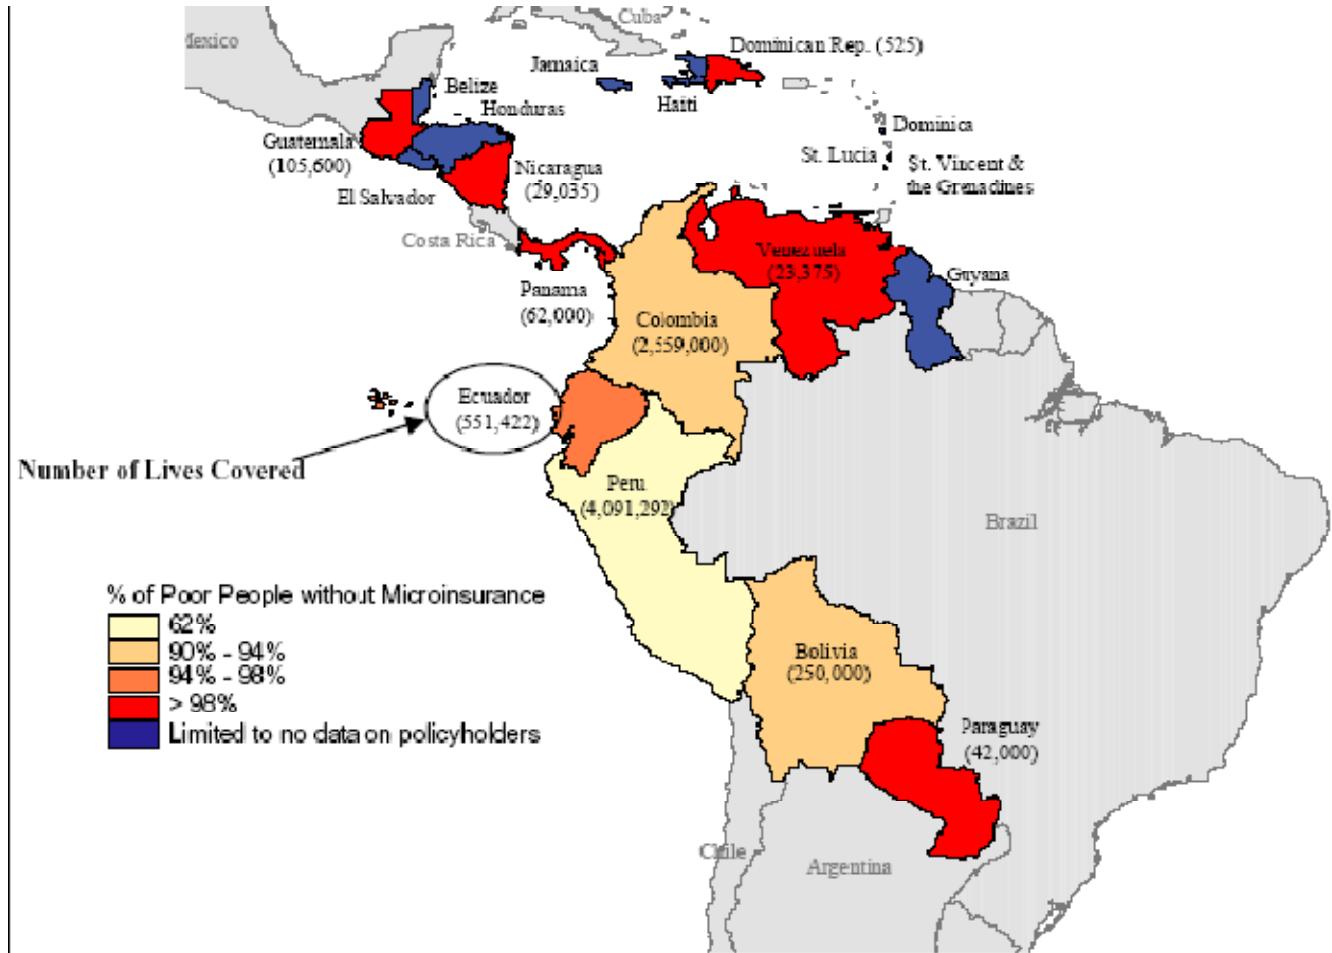 Cuba
Mexico
Dominican Rep. (525)
Jamaica
Belize
Haiti
Honduras
Dominica
Guatemala
(105,600)
St. Lucia
St. Vincent &
the Grenadines
Nicaragua
(29,035)
El Salvador
Costa Rica
Venezuela
(23,375)
Guyana
Panama
(62,000)
Colombia
(2,559,000)
Ecuador
(551,422)
Number of Lives Covered
Peru
(4,091,292)
Brazil
% of Poor People without Microinsurance
62%
90% - 94%
94% - 98%
> 98%
Limited to no data on policyholders
Bolivia
(250,000)
Paraguay
(42,000)
Chile
Argentina